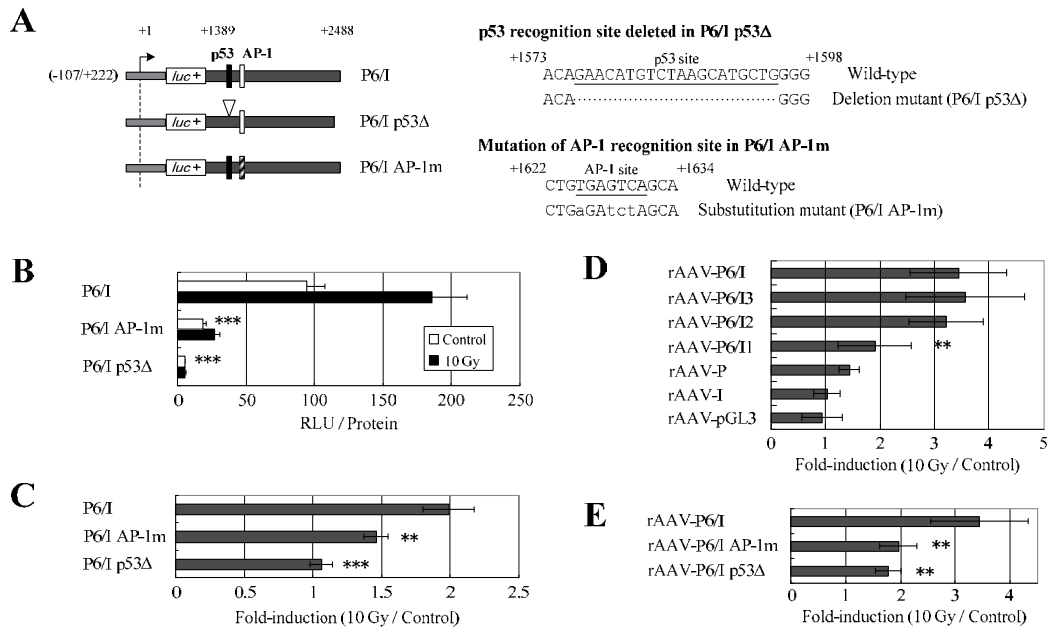 A
+1
+1389
+2488
p53
AP-1
(-107/+222)
luc+
P6/I
luc+
P6/I p53Δ
luc+
P6/I AP-1m
p53 recognition site deleted in P6/I p53Δ
+1573
p53 site
+1598
ACAGAACATGTCTAAGCATGCTGGGG
Wild-type
ACA....................GGG
Deletion mutant (P6/I p53Δ)
Mutation of AP-1 recognition site in P6/I AP-1m
+1622
AP-1 site
+1634
CTGTGAGTCAGCA
Wild-type
CTGaGAtctAGCA
Substutitution mutant (P6/I AP-1m)
B
P6/I
P6/I AP-1m
***
P6/I p53Δ
***
Control
10 Gy
0 50 100 150 200 250
RLU / Protein
C
P6/I
P6/I AP-1m
**
P6/I p53Δ
***
0 0.5 1 1.5 2 2.5
Fold-induction (10 Gy / Control)
D
rAAV-P6/I
rAAV-P6/I3
rAAV-P6/I2
rAAV-P6/I1
**
rAAV-P
rAAV-I
rAAV-pGL3
0 1 2 3 4 5
Fold-induction (10 Gy / Control)
E
rAAV-P6/I
rAAV-P6/I AP-1m
**
rAAV-P6/I p53Δ
**
0 1 2 3 4
Fold-induction (10 Gy / Control)